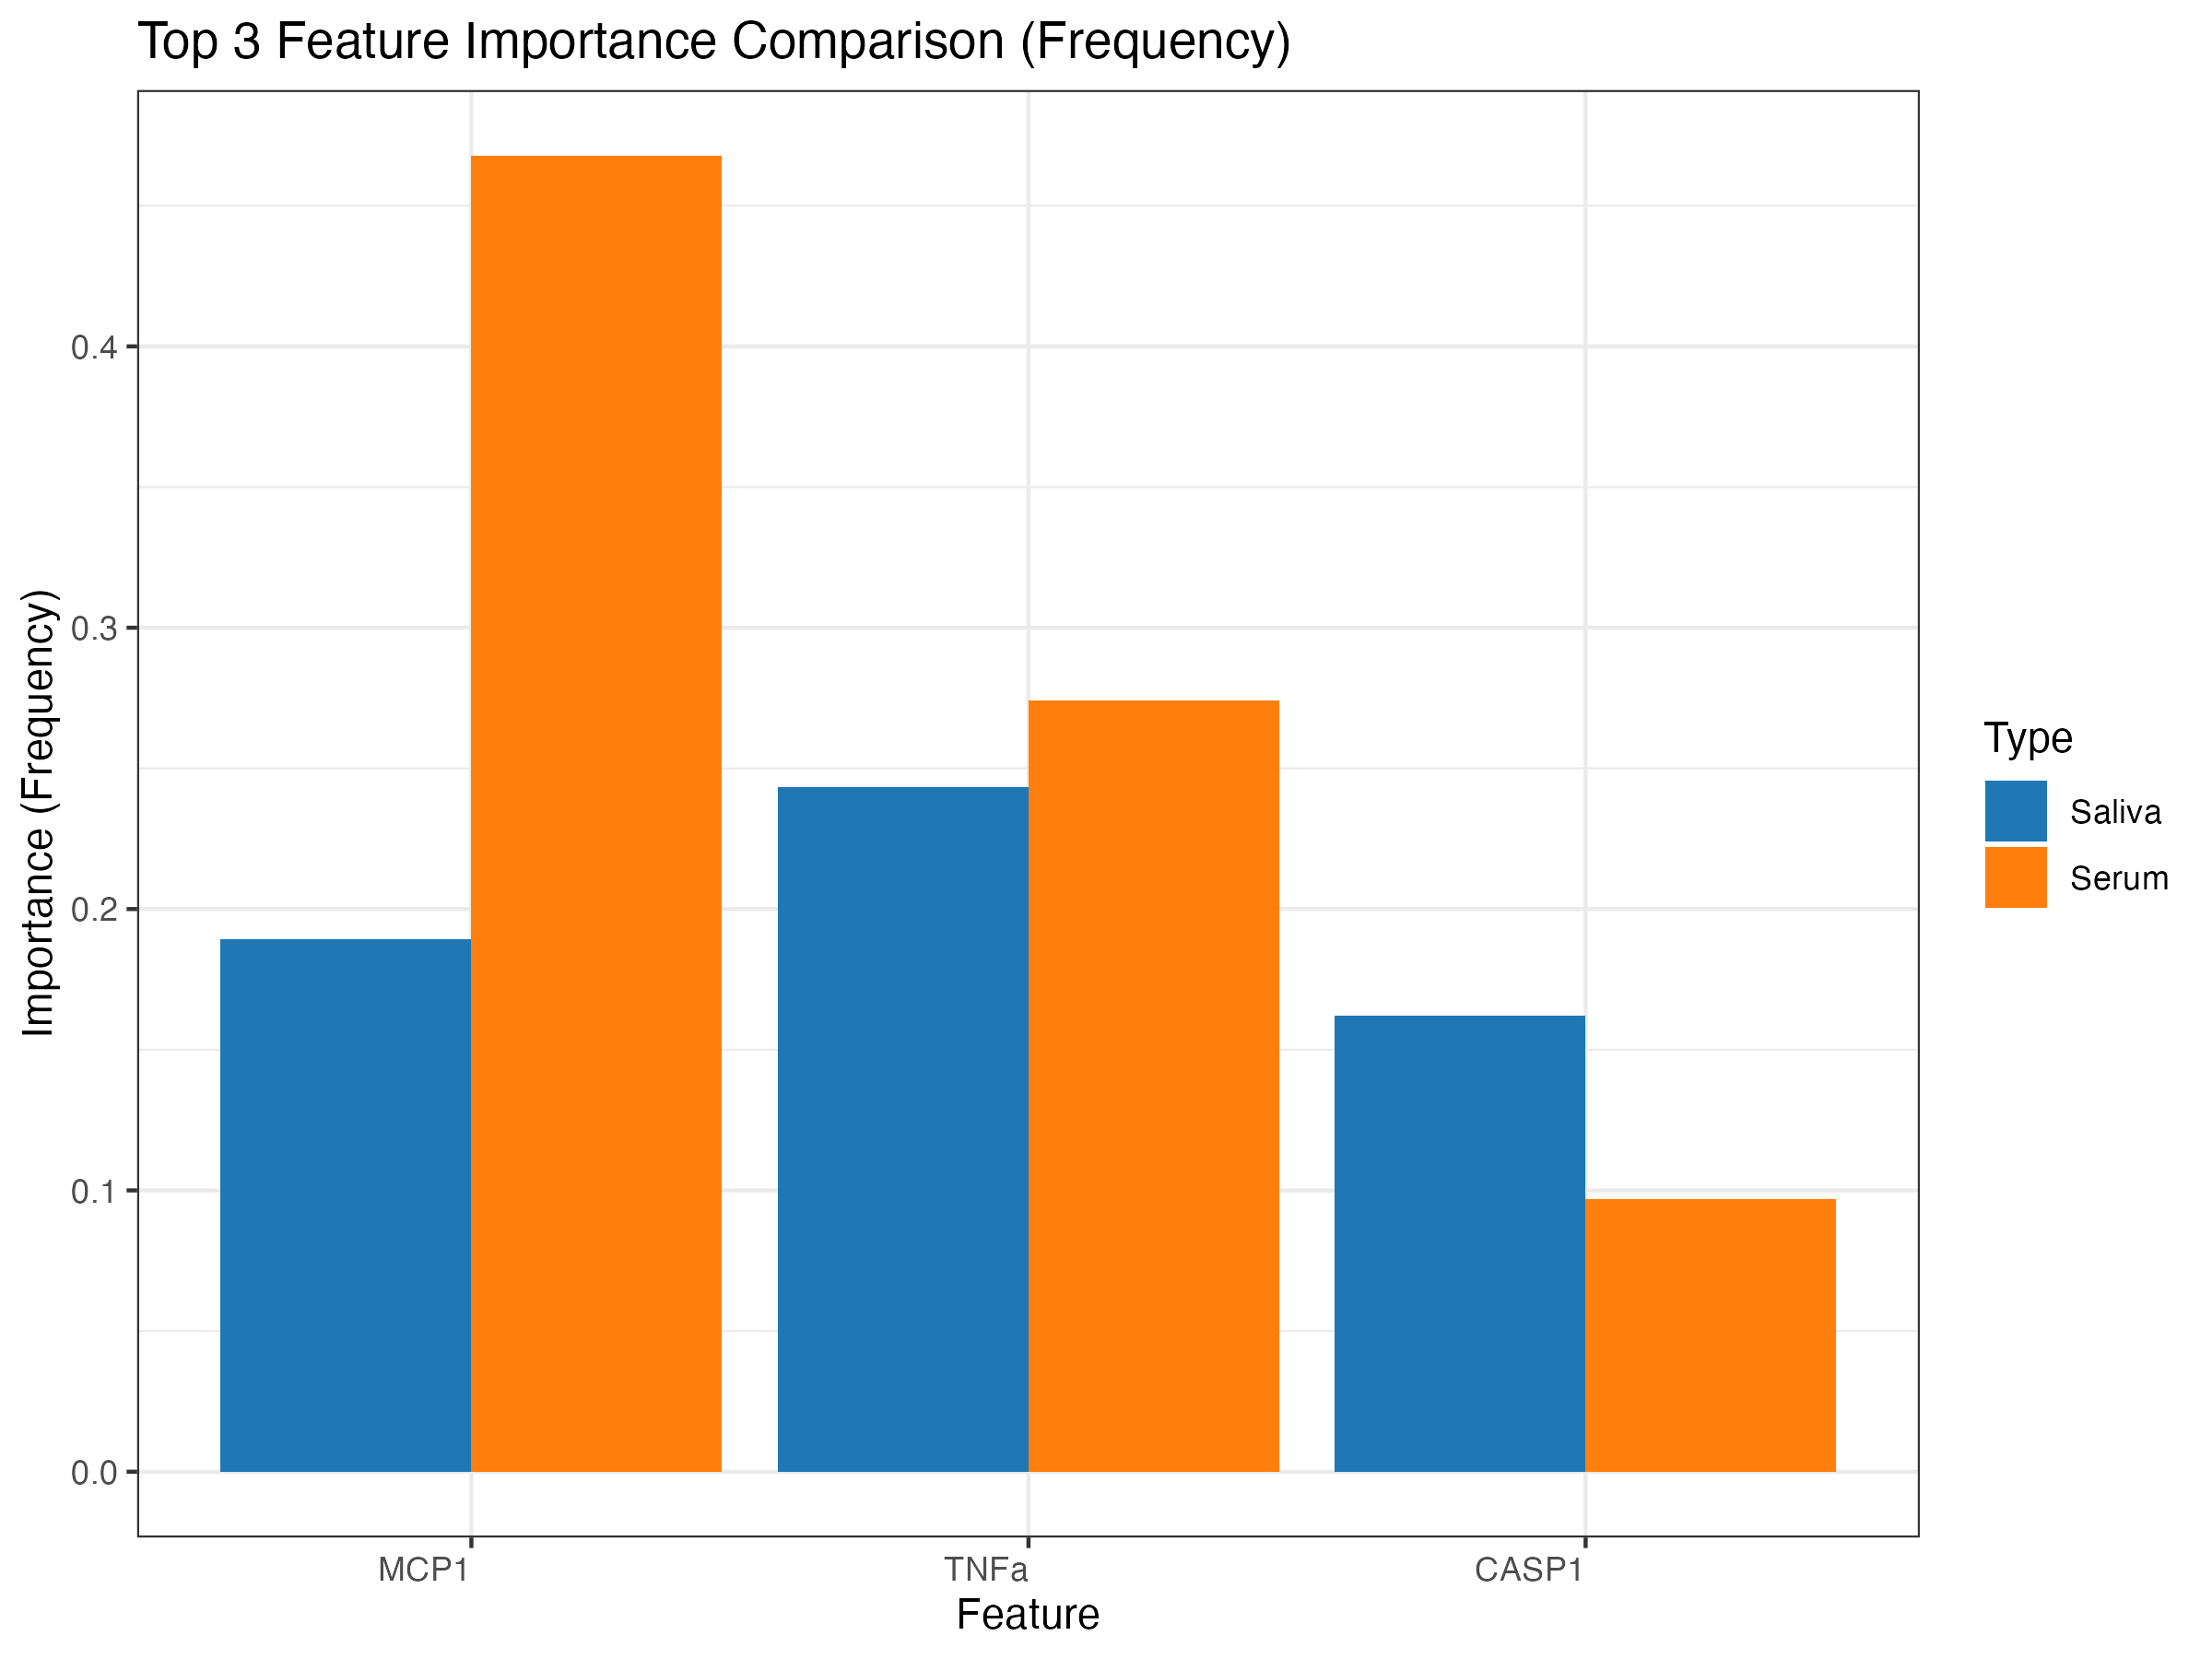 Top 3 Feature Importance Comparison (Frequency)
Importance (Frequency)
0.4
0.3
0.2
0.1
0.0
MCP1
TNFa
CASP1
Feature
Type
Saliva
Serum